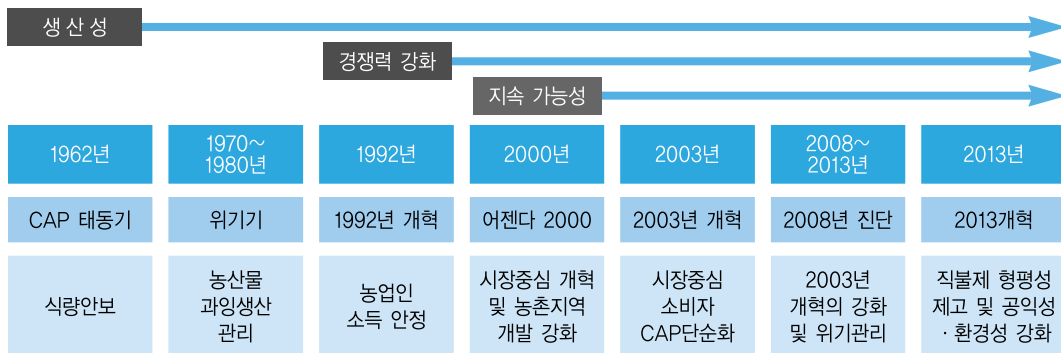 생 산 성
경쟁력 강화
지속 가능성
1962년
1970~
1980년
1992년
2000년
2003년
2008~
2013년
2013년
CAP 태동기
위기기
1992년 개혁
어젠다 2000
2003년 개혁
2008년 진단
2013개혁
식량안보
농산물
과잉생산
관리
농업인
소득 안정
시장중심 개혁
및 농촌지역
개발 강화
시장중심
소비자
CAP단순화
2003년
개혁의 강화
및 위기관리
직불제 형평성
제고 및 공익성
· 환경성 강화